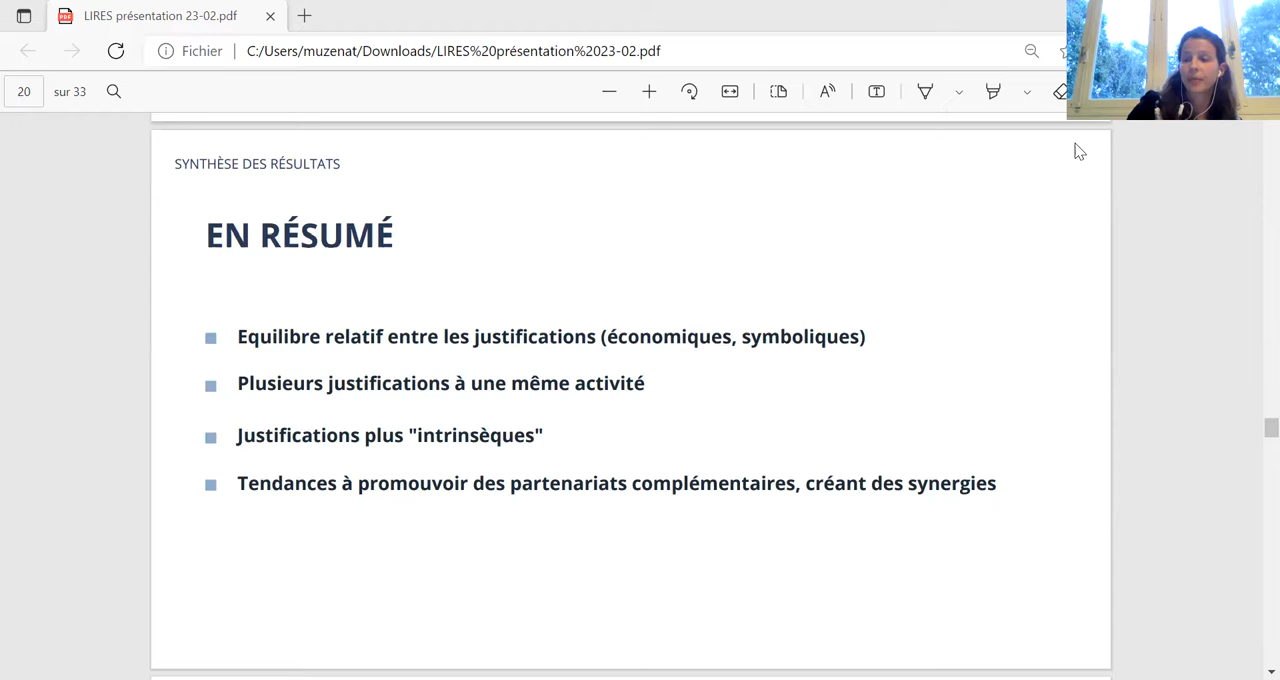 LIRES présentation 23-02.pdf
Fichier
C:/Users/muzenat/Downloads/LIRES%20présentation%2023-02.pdf
20
sur 33
SYNTHÈSE DES RÉSULTATS
EN RÉSUMÉ
Equilibre relatif entre les justifications (économiques, symboliques)
Plusieurs justifications à une même activité
Justifications plus "intrinsèques"
Tendances à promouvoir des partenariats complémentaires, créant des synergies